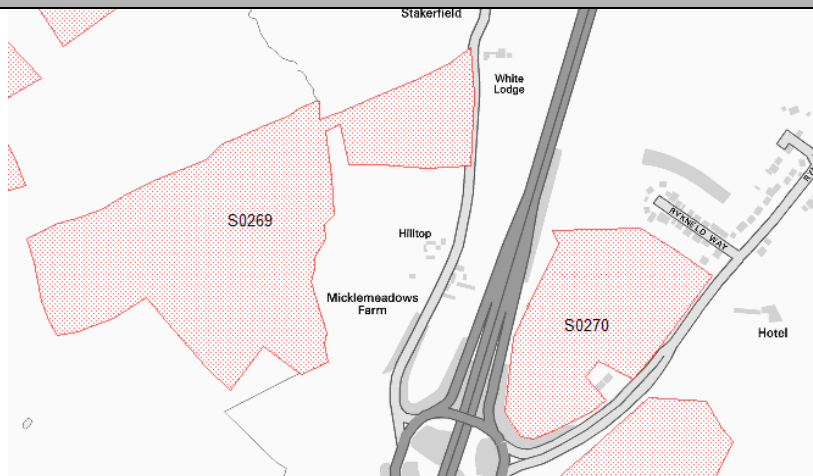 Stakerfield
White
Lodge
S0269
RYKNELD WAY
Hilltop
Micklemeadows
Farm
S0270
Hotel